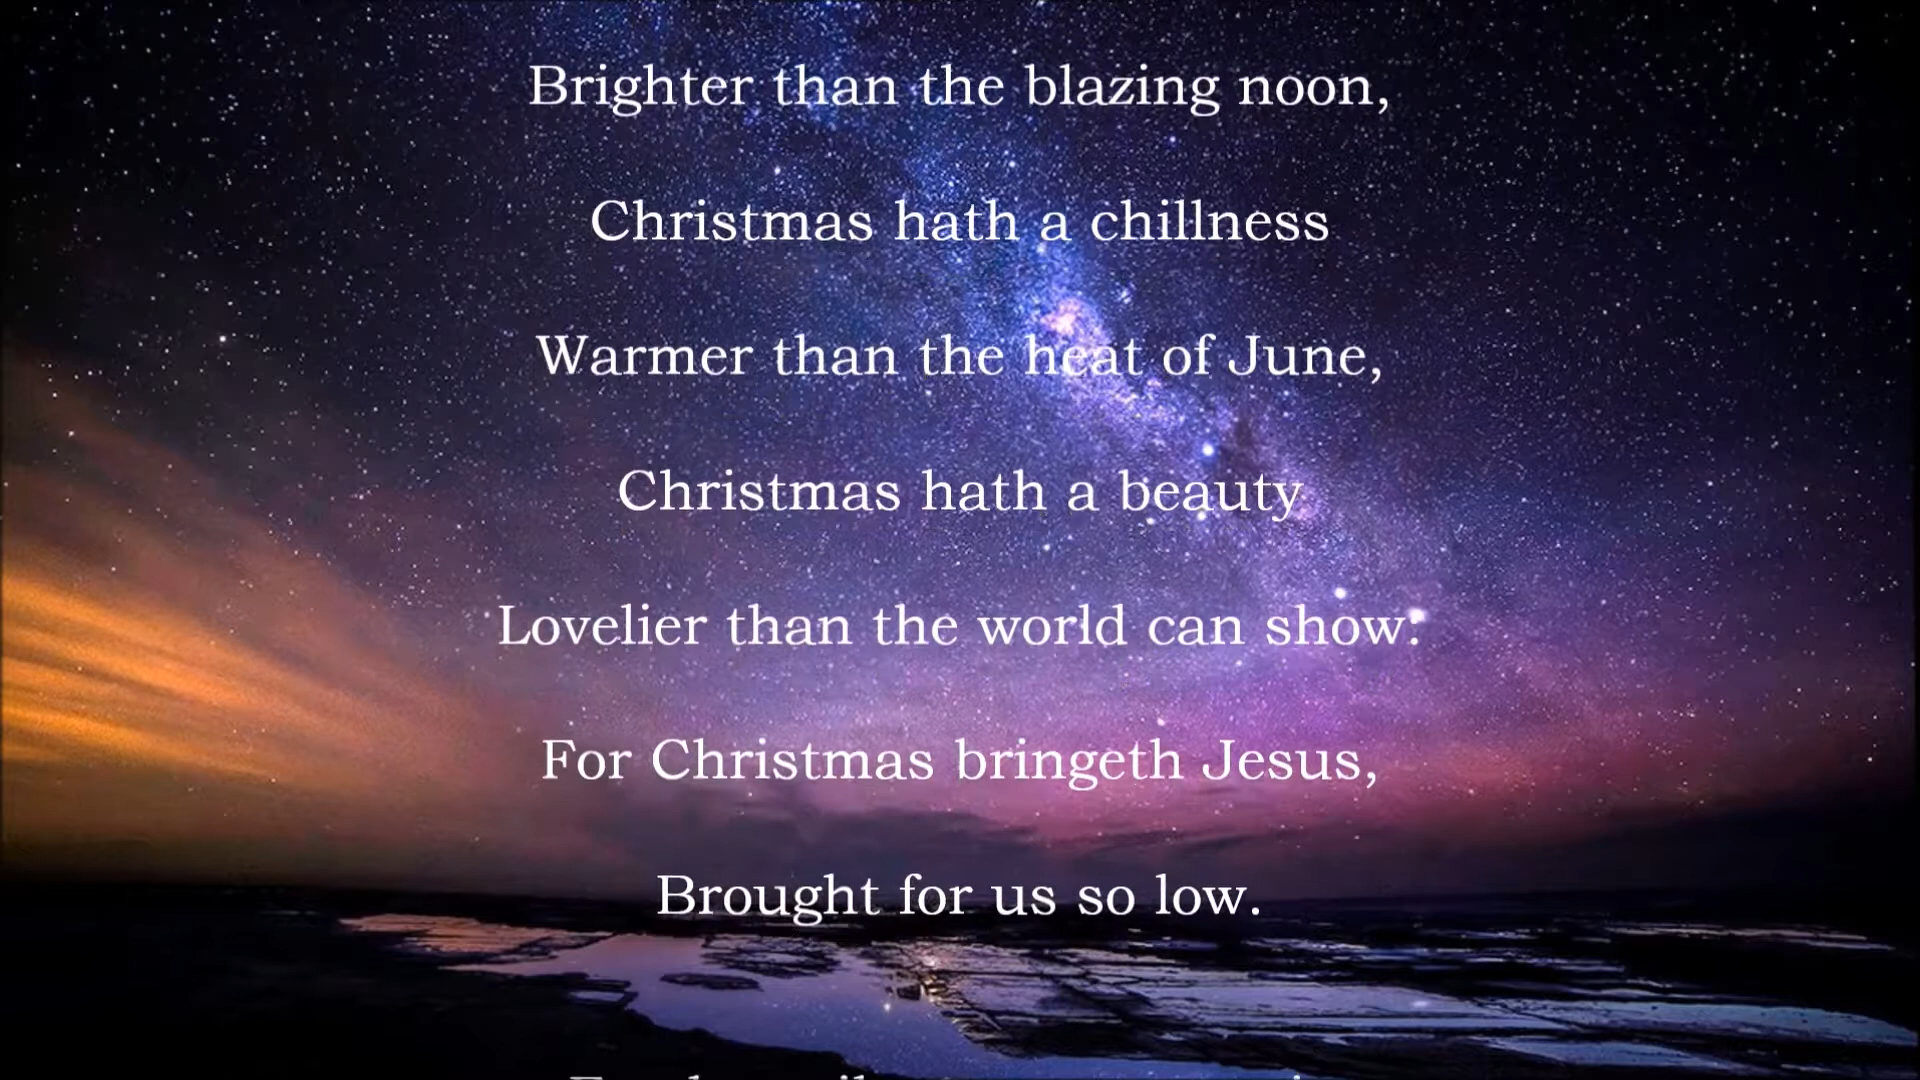 Brighter than the blazing noon,
Christmas hath a chillness
Warmer than the heat of June,
Christmas hath a beauty
Lovelier than the world can show:
For Christmas bringeth Jesus,
Brought for us so low.